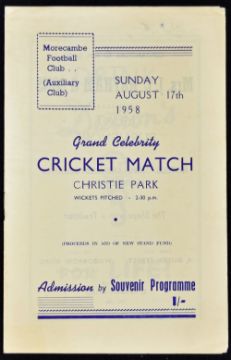 Morecambe
Football
Club . .
(Auxiliary
Club)
SUNDAY
AUGUST 17th
1958
Grand Celebrity
CRICKET MATCH
CHRISTIE PARK
WICKETS PITCHED - 2-30 p.m.
(PROCEEDS IN AID OF NEW STAND FUND)
Admission by Souvenir Programme
1/-